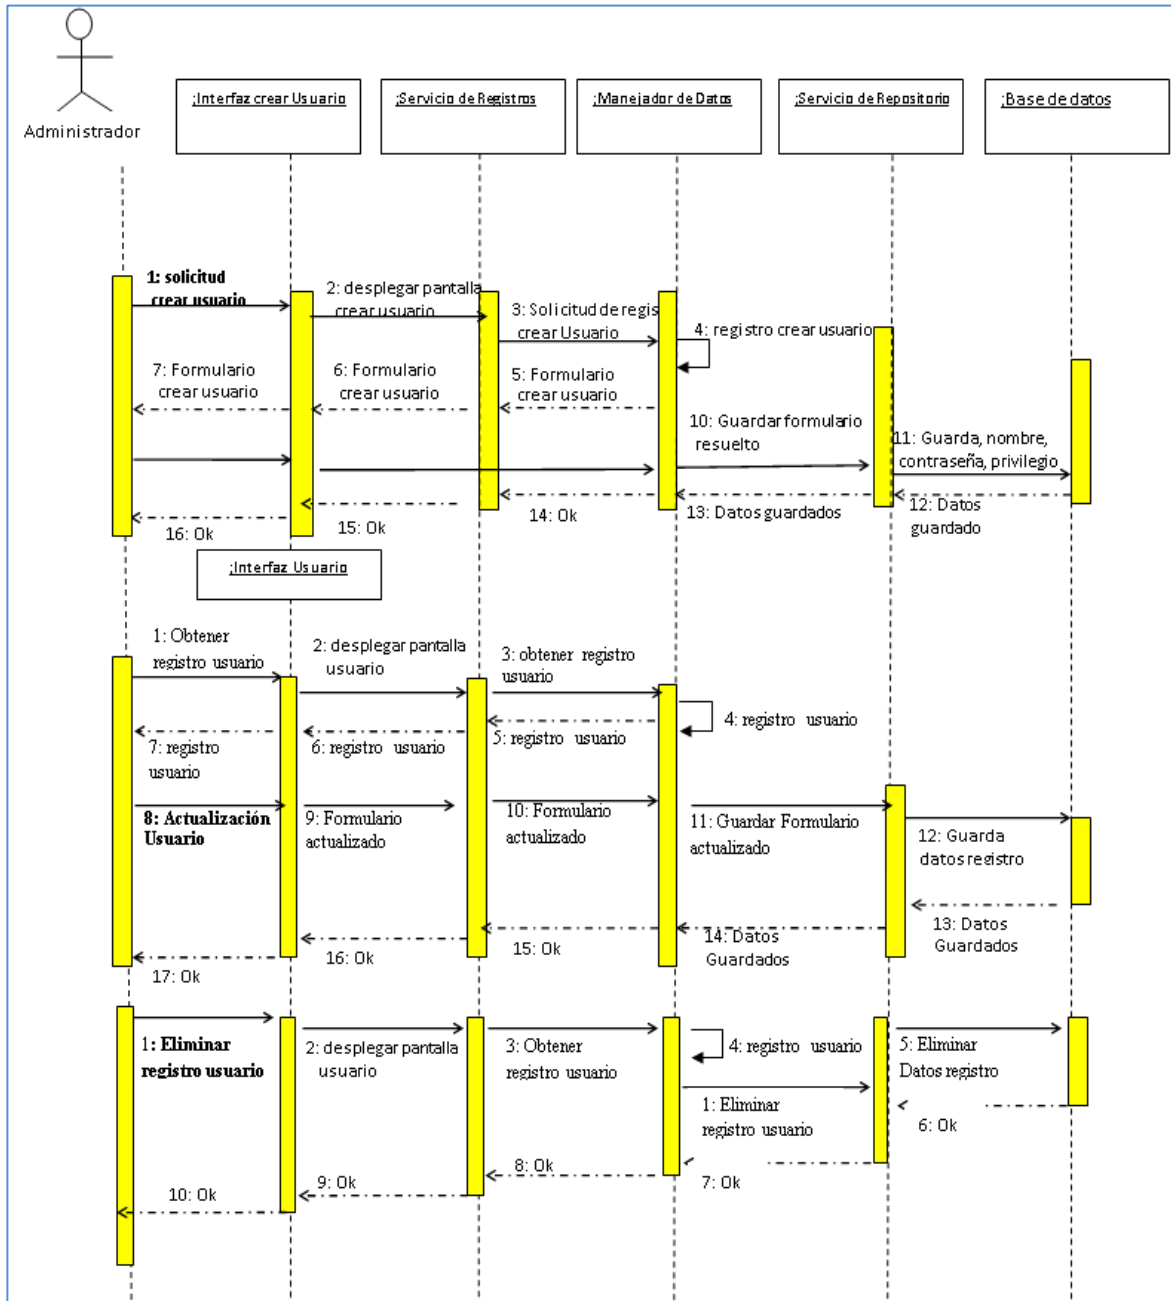 Administrador
;Interfaz crear Usuario
;Servicio de Registros
;Manejador de Datos
;Servicio de Repositorio
;Base de datos
1: solicitud
crear usuario
2: desplegar pantalla
crear usuario
3: Solicitud de regis
crear Usuario
4: registro crear usuario
7: Formulario
crear usuario
6: Formulario
crear usuario
5: Formulario
crear usuario
10: Guardar formulario
resuelto
11: Guarda, nombre,
contraseña, privilegio
16: Ok
15: Ok
14: Ok
13: Datos guardados
12: Datos
guardado
;Interfaz Usuario
1: Obtener
registro usuario
2: desplegar pantalla
usuario
3: obtener registro
usuario
4: registro usuario
7: registro
usuario
6: registro usuario
5: registro usuario
8: Actualización
Usuario
9: Formulario
actualizado
10: Formulario
actualizado
11: Guardar Formulario
actualizado
12: Guarda
datos registro
17: Ok
16: Ok
15: Ok
14: Datos
Guardados
13: Datos
Guardados
1: Eliminar
registro usuario
2: desplegar pantalla
usuario
3: Obtener
registro usuario
4: registro usuario
5: Eliminar
Datos registro
1: Eliminar
registro usuario
6: Ok
10: Ok
9: Ok
8: Ok
7: Ok